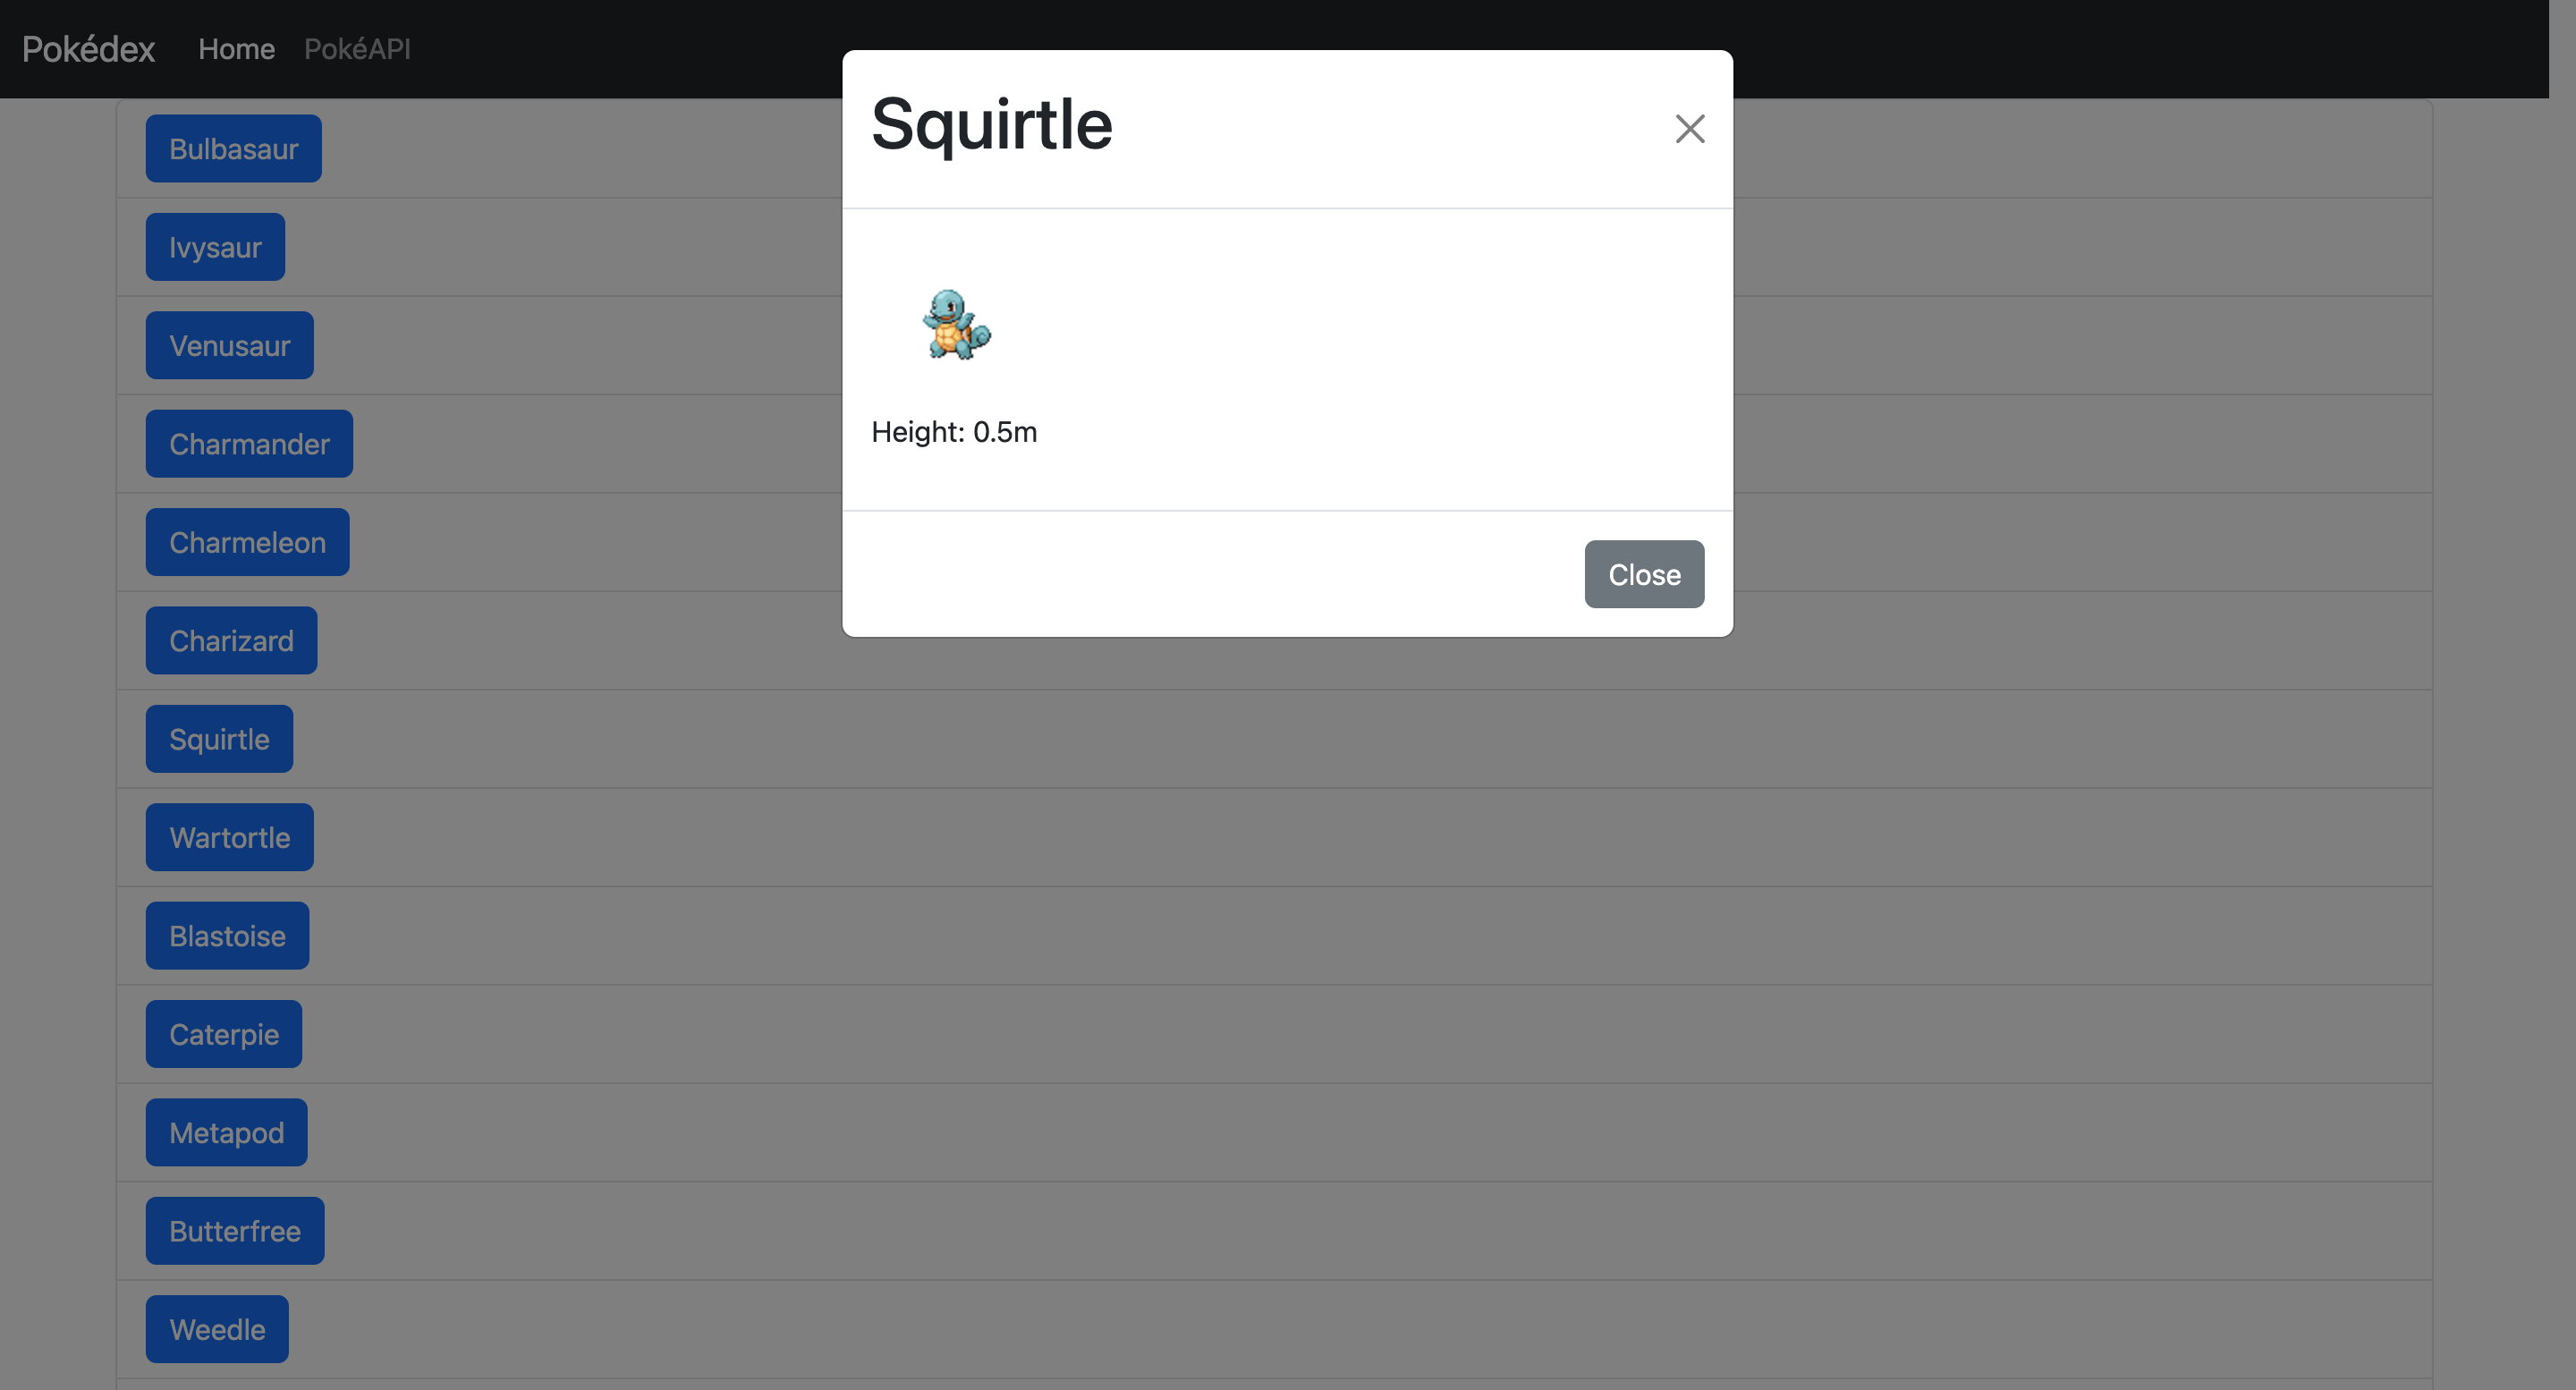 Pokédex Home PokéAPI
Squirtle
Height: 0.5m
Close
Bulbasaur
Ivysaur
Venusaur
Charmander
Charmeleon
Charizard
Squirtle
Wartortle
Blastoise
Caterpie
Metapod
Butterfree
Weedle